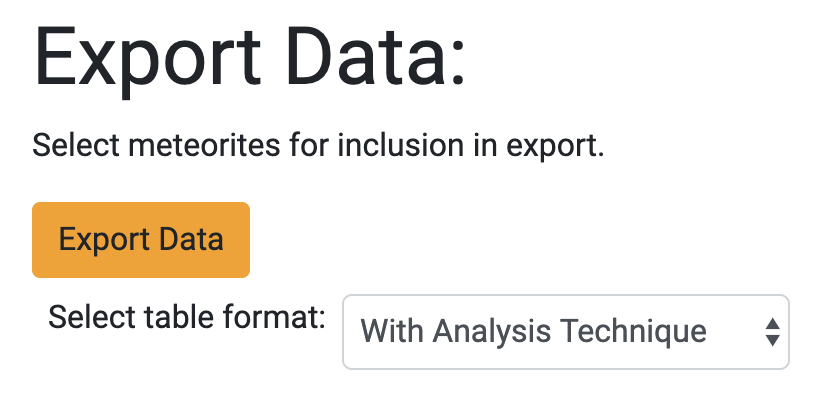 Export Data:
Select meteorites for inclusion in export.
Export Data
Select table format: With Analysis Technique